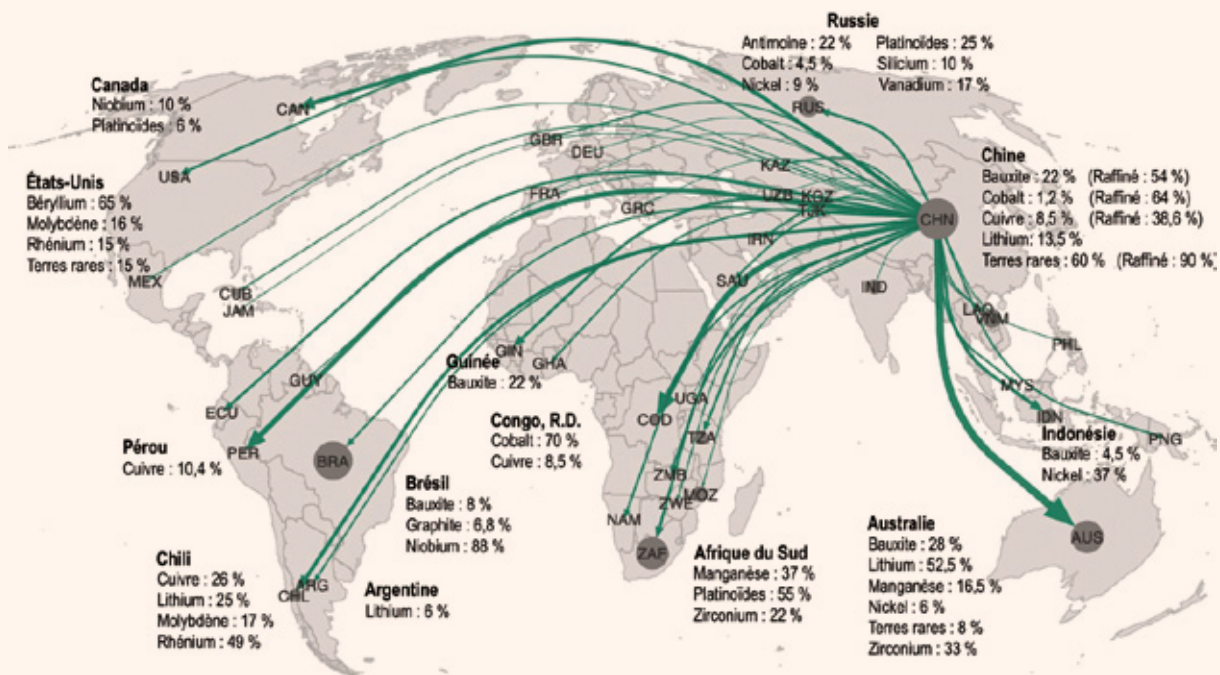 Russie
Antimoine : 22 % Platinoïdes : 25 %
Cobalt : 4,5 % Silicium : 10 %
Nickel : 9 % Vanadium : 17 %
RUS
Canada
Niobium : 10 %
Platinoïdes : 6 %
CAN
États-Unis
Béryllium : 65 %
Molybdène : 16 %
Rhénium : 15 %
Terres rares : 15 %
USA
MEX
CUB
JAM
GBR
DEU
FRA
GRC
KAZ
UZB
KGZ
TJK
IRN
SAU
IND
Chine
Bauxite : 22 % (Raffiné : 54 %)
Cobalt : 1,2 % (Raffiné : 64 %)
Cuivre : 8,5 % (Raffiné : 38,6 %)
Lithium: 13,5 %
Terres rares : 60 % (Raffiné : 90 %)
CHN
LAO
VNM
PHL
MYS
IDN
PNG
Indonésie
Bauxite : 4,5 %
Nickel : 37 %
GUY
ECU
PER
BRA
Pérou
Cuivre : 10,4 %
Guinée
Bauxite : 22 %
GIN
GHA
Congo, R.D.
Cobalt : 70 %
Cuivre : 8,5 %
UGA
COD
TZA
ZMB
MOZ
ZWE
NAM
ZAF
Brésil
Bauxite : 8 %
Graphite : 6,8 %
Niobium : 88 %
Chili
Cuivre : 26 %
Lithium : 25 %
Molybdène : 17 %
Rhénium : 49 %
ARG
CHL
Argentine
Lithium : 6 %
Afrique du Sud
Manganèse : 37 %
Platinoïdes : 55 %
Zirconium : 22 %
Australie
Bauxite : 28 %
Lithium : 52,5 %
Manganèse : 16,5 %
Nickel : 6 %
Terres rares : 8 %
Zirconium : 33 %
AUS